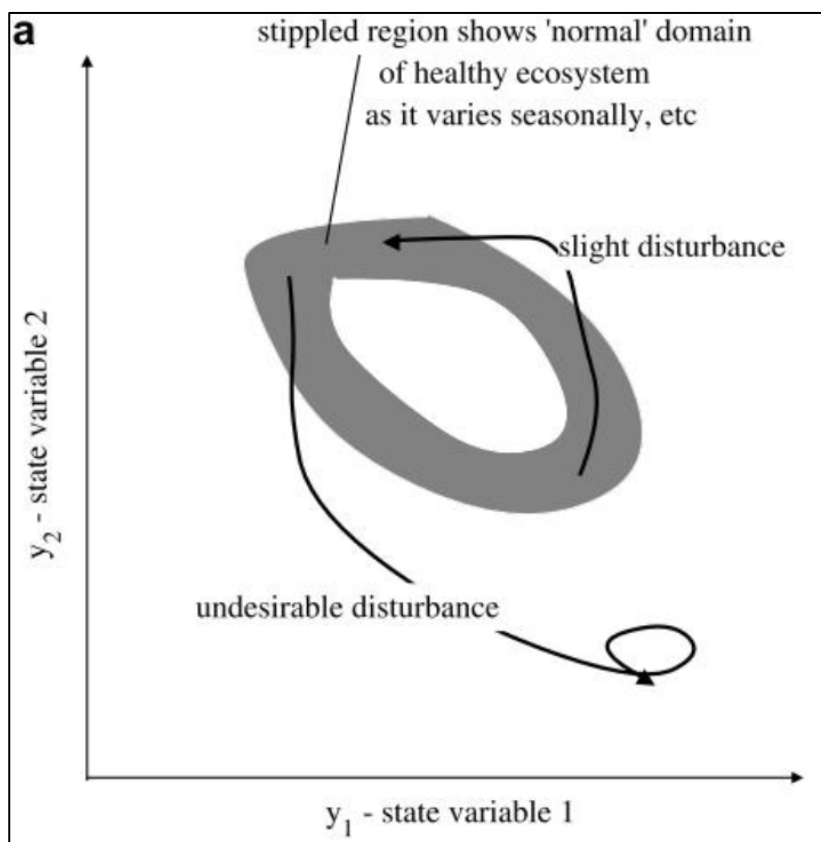 a
stippled region shows 'normal' domain
of healthy ecosystem
as it varies seasonally, etc
slight disturbance
y2 - state variable 2
undesirable disturbance
y1 - state variable 1